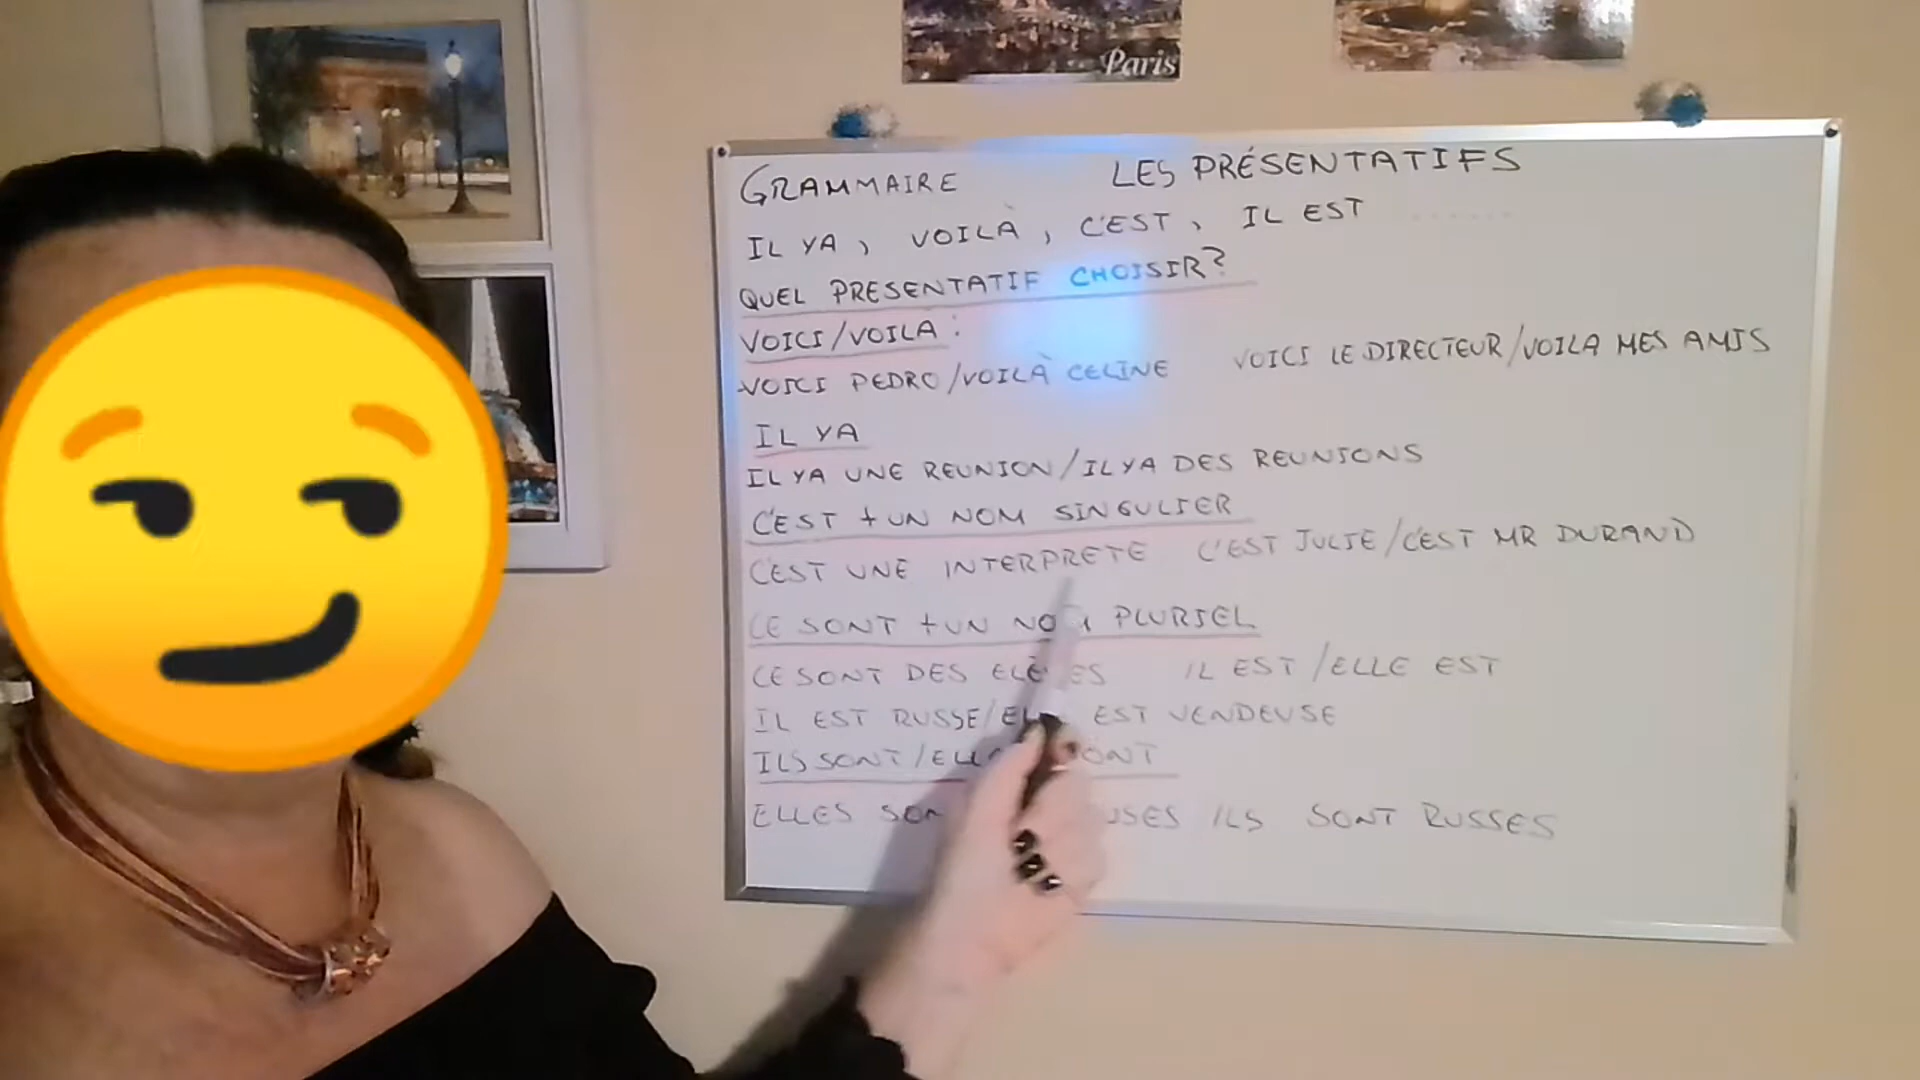 Paris
GRAMMAIRE LES PRÉSENTATIFS
IL YA, VOILÀ, C'EST, IL EST
QUEL PRESENTATIF CHOISIR?
VOICI/VOILA:
VOICI PEDRO/VOILÀ CELINE VOICI LE DIRECTEUR/VOILA MES AMIS
IL YA
IL YA UNE REUNION/IL YA DES REUNIONS
C'EST + UN NOM SINGULIER
C'EST UNE INTERPRETE C'EST JULIE/C'EST MR DURAND
CE SONT + UN NOM PLURIEL
CE SONT DES ELÈVES IL EST/ELLE EST
IL EST RUSSE/ELLE EST VENDEUSE
ILS SONT/ELLES SONT
ELLES SONT ILS SONT RUSSES